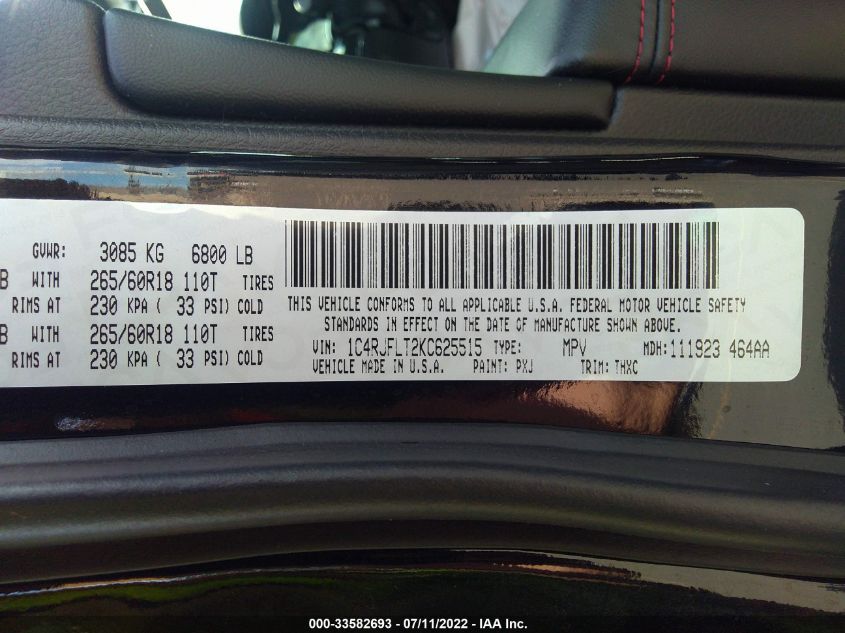 GVWR: 3085 KG 6800 LB
B WITH 265/60R18 110T TIRES
RIMS AT 230 KPA ( 33 PSI) COLD
B WITH 265/60R18 110T TIRES
RIMS AT 230 KPA ( 33 PSI) COLD
THIS VEHICLE CONFORMS TO ALL APPLICABLE U.S.A. FEDERAL MOTOR VEHICLE SAFETY
STANDARDS IN EFFECT ON THE DATE OF MANUFACTURE SHOWN ABOVE.
VIN: 1C4RJFLT2KC625515 TYPE: MPV MDH:111923 464AA
VEHICLE MADE IN U.S.A. PAINT: PXJ TRIM: THXC
000-33582693 - 07/11/2022 - IAA Inc.